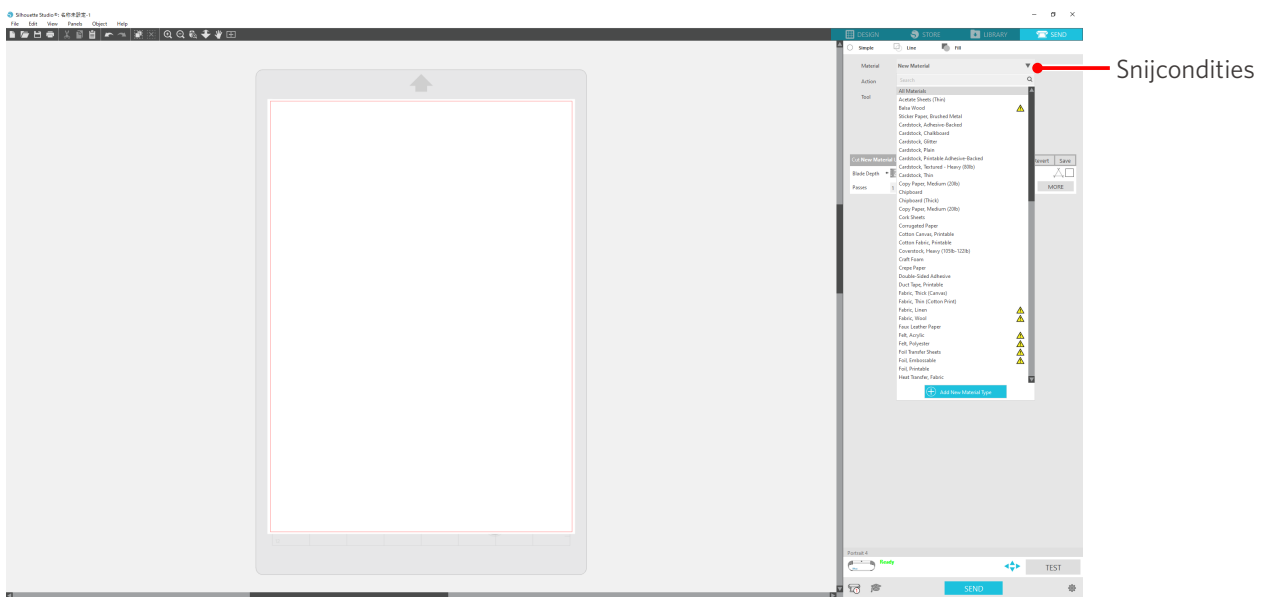 Silhouette Studio®: 名称未設定-1
File Edit View Panels Object Help
DESIGN STORE LIBRARY SEND
Simple Line Fill
Material New Material
Snijcondities
Action Search
Tool All Materials
Acetate Sheets (Thin)
Balsa Wood
Sticker Paper, Brushed Metal
Cardstock, Adhesive-Backed
Cardstock, Chalkboard
Cardstock, Glitter
Cardstock, Plain
Cut New Material Cardstock, Printable Adhesive-Backed Revert Save
Cardstock, Textured - Heavy (80lb)
Blade Depth Cardstock, Thin
Passes Copy Paper, Medium (20lb) MORE
Chipboard
Chipboard (Thick)
Copy Paper, Medium (20lb)
Cork Sheets
Corrugated Paper
Cotton Canvas, Printable
Cotton Fabric, Printable
Coverstock, Heavy (105lb-122lb)
Craft Foam
Crepe Paper
Double-Sided Adhesive
Duct Tape, Printable
Fabric, Thick (Canvas)
Fabric, Thin (Cotton Print)
Fabric, Linen
Fabric, Wool
Faux Leather Paper
Felt, Acrylic
Felt, Polyester
Foil Transfer Sheets
Foil, Embossable
Foil, Printable
Heat Transfer, Fabric
Add New Material Type
Portrait 4
Ready
TEST
SEND